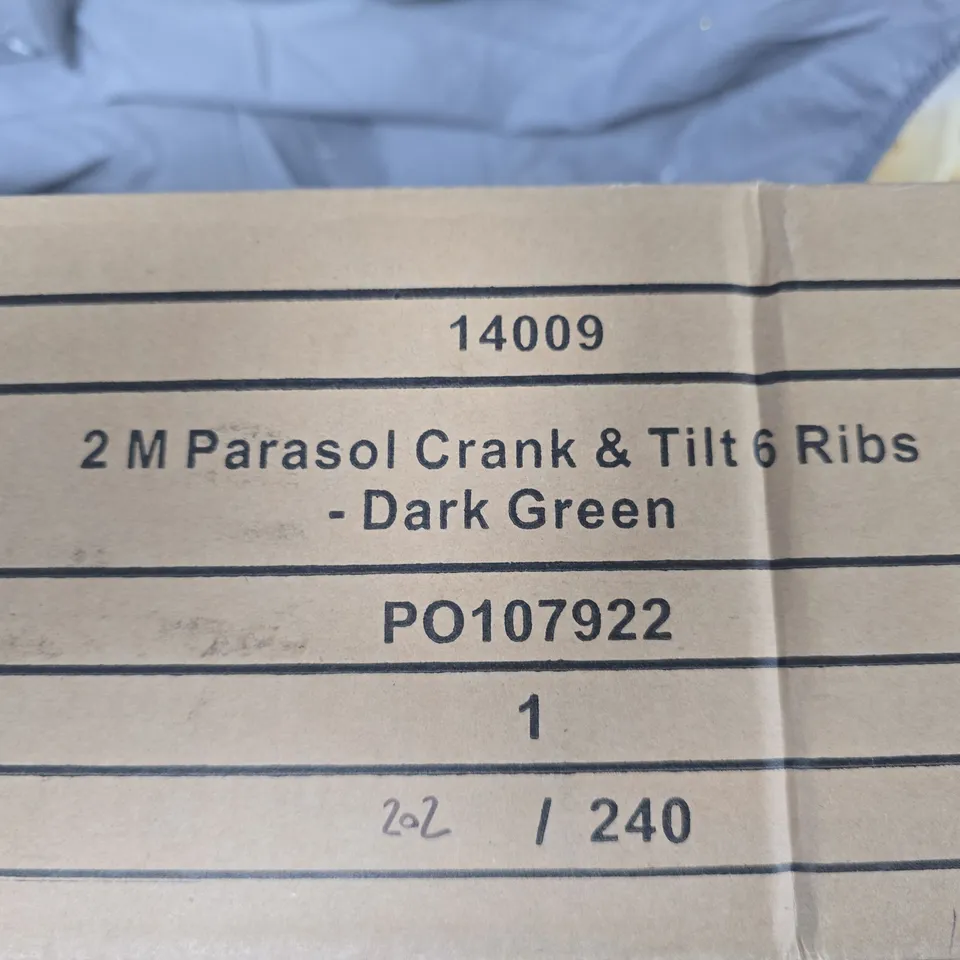 14009
2 M Parasol Crank & Tilt 6 Ribs
- Dark Green
PO107922
1
202 / 240